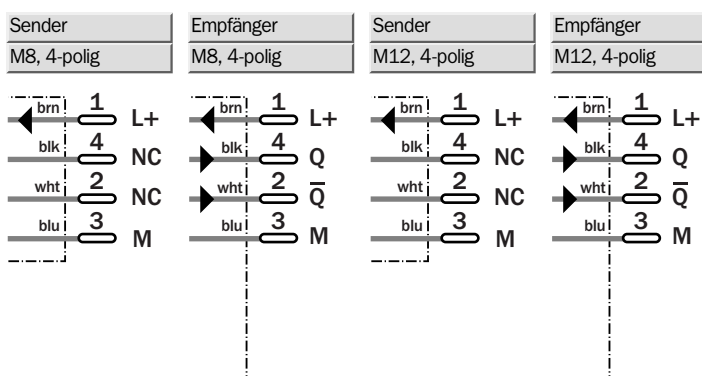 Sender
M8, 4-polig
brn 1 L+
blk 4 NC
wht 2 NC
blu 3 M
Empfänger
M8, 4-polig
brn 1 L+
blk 4 Q
wht 2 Q̅
blu 3 M
Sender
M12, 4-polig
brn 1 L+
blk 4 NC
wht 2 NC
blu 3 M
Empfänger
M12, 4-polig
brn 1 L+
blk 4 Q
wht 2 Q̅
blu 3 M